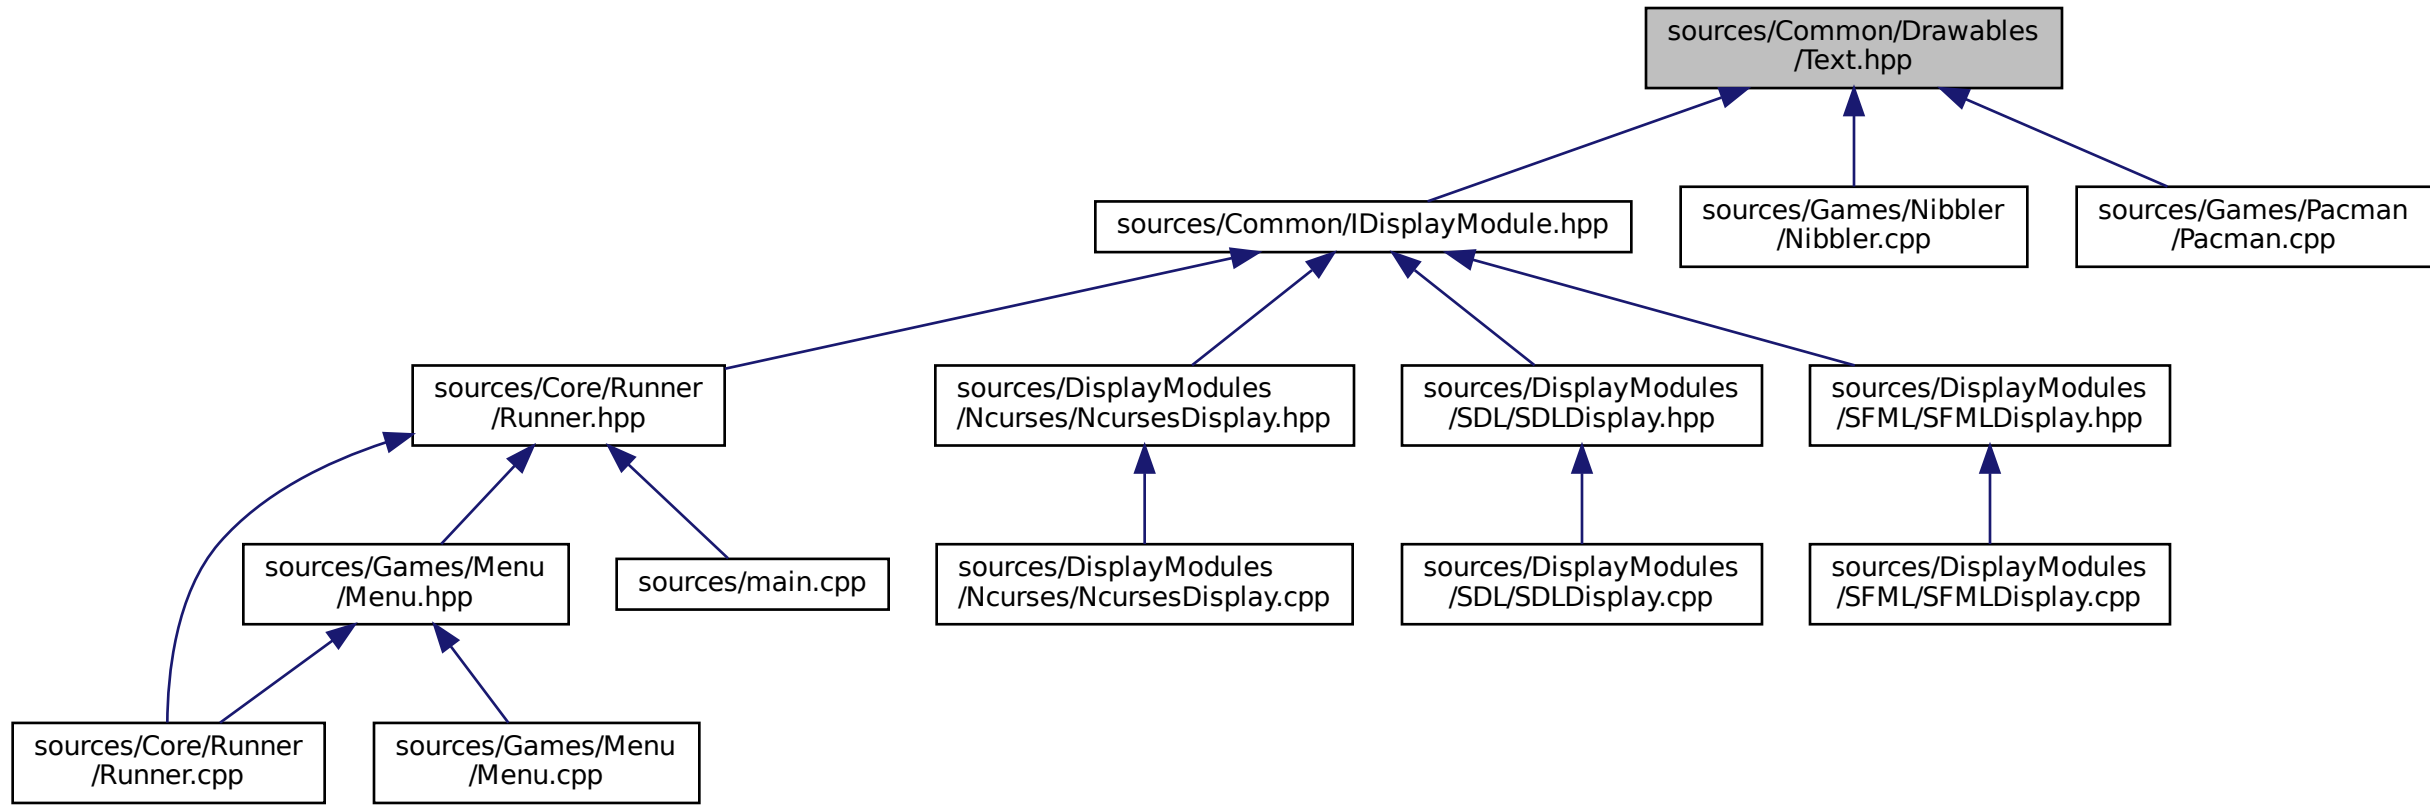 sources/Common/Drawables
/Text.hpp
sources/Common/IDisplayModule.hpp
sources/Games/Nibbler
/Nibbler.cpp
sources/Games/Pacman
/Pacman.cpp
sources/Core/Runner
/Runner.hpp
sources/DisplayModules
/Ncurses/NcursesDisplay.hpp
sources/DisplayModules
/SDL/SDLDisplay.hpp
sources/DisplayModules
/SFML/SFMLDisplay.hpp
sources/Games/Menu
/Menu.hpp
sources/main.cpp
sources/DisplayModules
/Ncurses/NcursesDisplay.cpp
sources/DisplayModules
/SDL/SDLDisplay.cpp
sources/DisplayModules
/SFML/SFMLDisplay.cpp
sources/Core/Runner
/Runner.cpp
sources/Games/Menu
/Menu.cpp